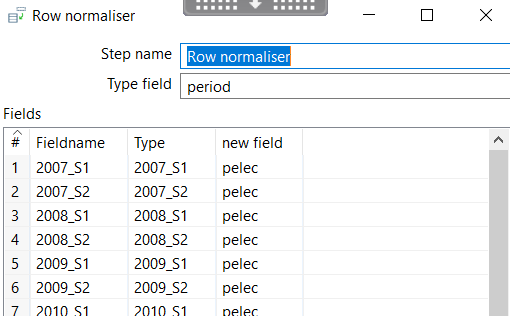 Row normaliser
Step name Row normaliser
Type field period
Fields
# Fieldname Type new field
1 2007_S1 2007_S1 pelec
2 2007_S2 2007_S2 pelec
3 2008_S1 2008_S1 pelec
4 2008_S2 2008_S2 pelec
5 2009_S1 2009_S1 pelec
6 2009_S2 2009_S2 pelec
7 2010_S1 2010_S1 pelec